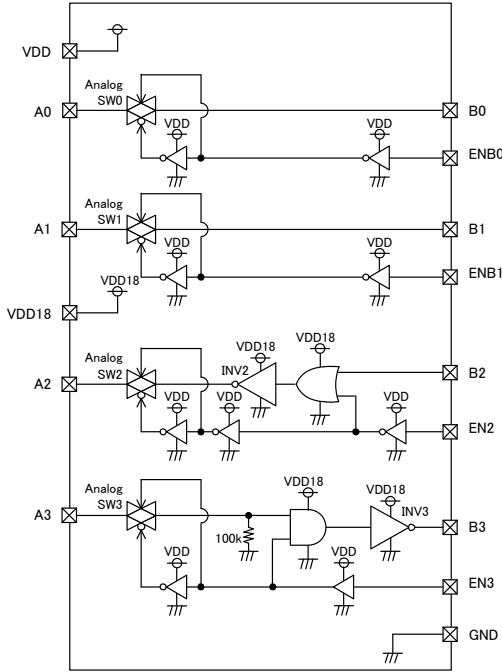 VDD
Analog
SW0
A0
B0
VDD
VDD
ENB0
Analog
SW1
A1
B1
VDD
VDD
ENB1
VDD18
VDD18
Analog
SW2
A2
INV2
VDD18
VDD18
B2
VDD
VDD
VDD
EN2
Analog
SW3
A3
100k
VDD18
VDD18
INV3
B3
VDD
VDD
EN3
GND